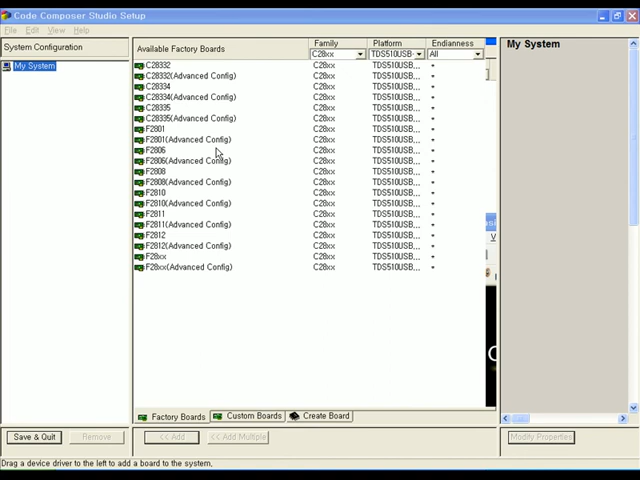 Code Composer Studio Setup
File Edit View Help
System Configuration
My System
Available Factory Boards Family Platform Endianness
C28xx TDS510USB All
C28332 C28xx TDS510USB... *
C28332(Advanced Config) C28xx TDS510USB... *
C28334 C28xx TDS510USB... *
C28334(Advanced Config) C28xx TDS510USB... *
C28335 C28xx TDS510USB... *
C28335(Advanced Config) C28xx TDS510USB... *
F2801 C28xx TDS510USB... *
F2801(Advanced Config) C28xx TDS510USB... *
F2806 C28xx TDS510USB... *
F2806(Advanced Config) C28xx TDS510USB... *
F2808 C28xx TDS510USB... *
F2808(Advanced Config) C28xx TDS510USB... *
F2810 C28xx TDS510USB... *
F2810(Advanced Config) C28xx TDS510USB... *
F2811 C28xx TDS510USB... *
F2811(Advanced Config) C28xx TDS510USB... *
F2812 C28xx TDS510USB... *
F2812(Advanced Config) C28xx TDS510USB... *
F28xx C28xx TDS510USB... *
F28xx(Advanced Config) C28xx TDS510USB... *
My System
Factory Boards Custom Boards Create Board
Save & Quit Remove << Add << Add Multiple Modify Properties
Drag a device driver to the left to add a board to the system,